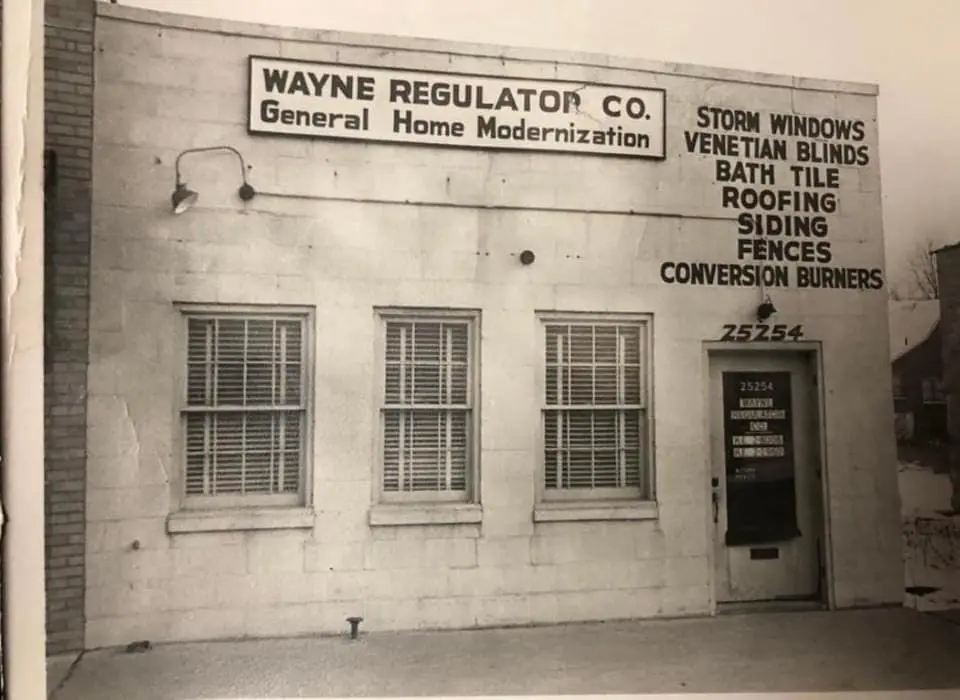 WAYNE REGULATOR CO.
General Home Modernization
STORM WINDOWS
VENETIAN BLINDS
BATH TILE
ROOFING
SIDING
FENCES
CONVERSION BURNERS
25254
25254
WAYNE
REGULATOR
CO.